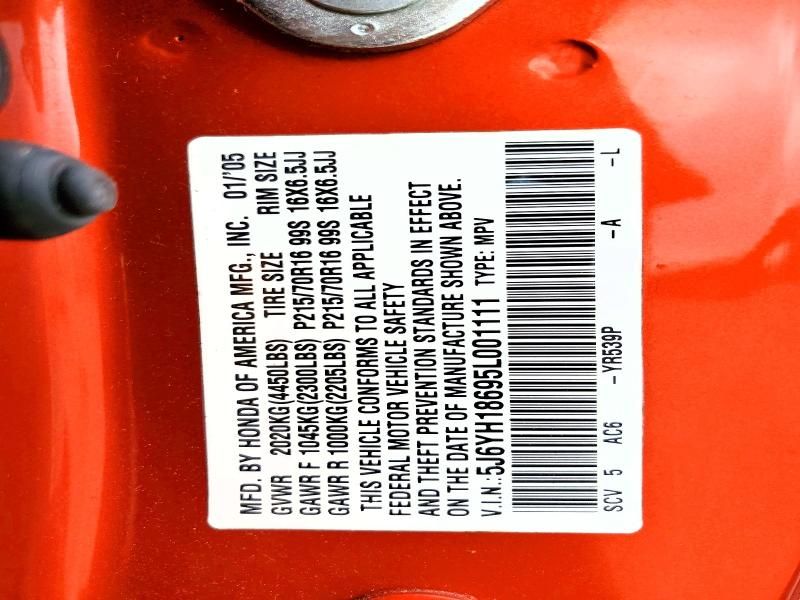 MFD. BY HONDA OF AMERICA MFG., INC. 01/'05
GVWR 2020KG(4450LBS) TIRE SIZE RIM SIZE
GAWR F 1045KG(2300LBS) P215/70R16 99S 16X6.5JJ
GAWR R 1000KG(2205LBS) P215/70R16 99S 16X6.5JJ
THIS VEHICLE CONFORMS TO ALL APPLICABLE
FEDERAL MOTOR VEHICLE SAFETY
AND THEFT PREVENTION STANDARDS IN EFFECT
ON THE DATE OF MANUFACTURE SHOWN ABOVE.
V.I.N.:5J6YH18695L001111 TYPE: MPV
SCV 5 AC6 -YR539P -A -L